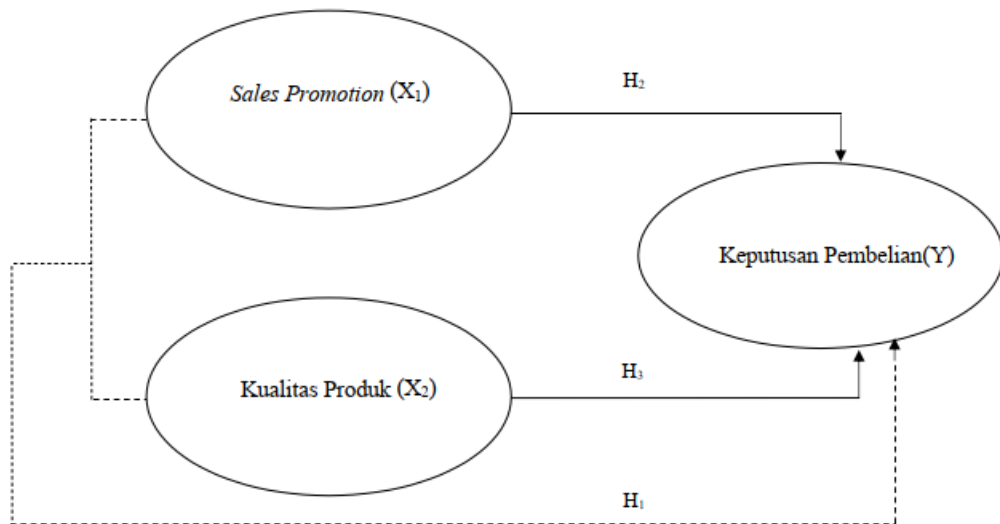 Sales Promotion (X₁)
H₂
Keputusan Pembelian(Y)
Kualitas Produk (X₂)
H₃
H₁